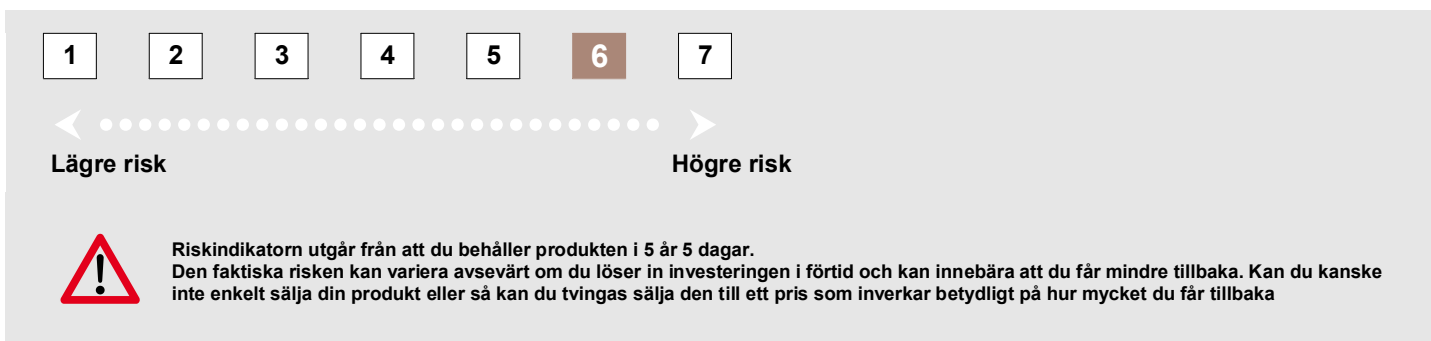 1 2 3 4 5 6 7
Lägre risk Högre risk
Riskindikatorn utgår från att du behåller produkten i 5 år 5 dagar.
Den faktiska risken kan variera avsevärt om du löser in investeringen i förtid och kan innebära att du får mindre tillbaka. Kan du kanske
inte enkelt sälja din produkt eller så kan du tvingas sälja den till ett pris som inverkar betydligt på hur mycket du får tillbaka